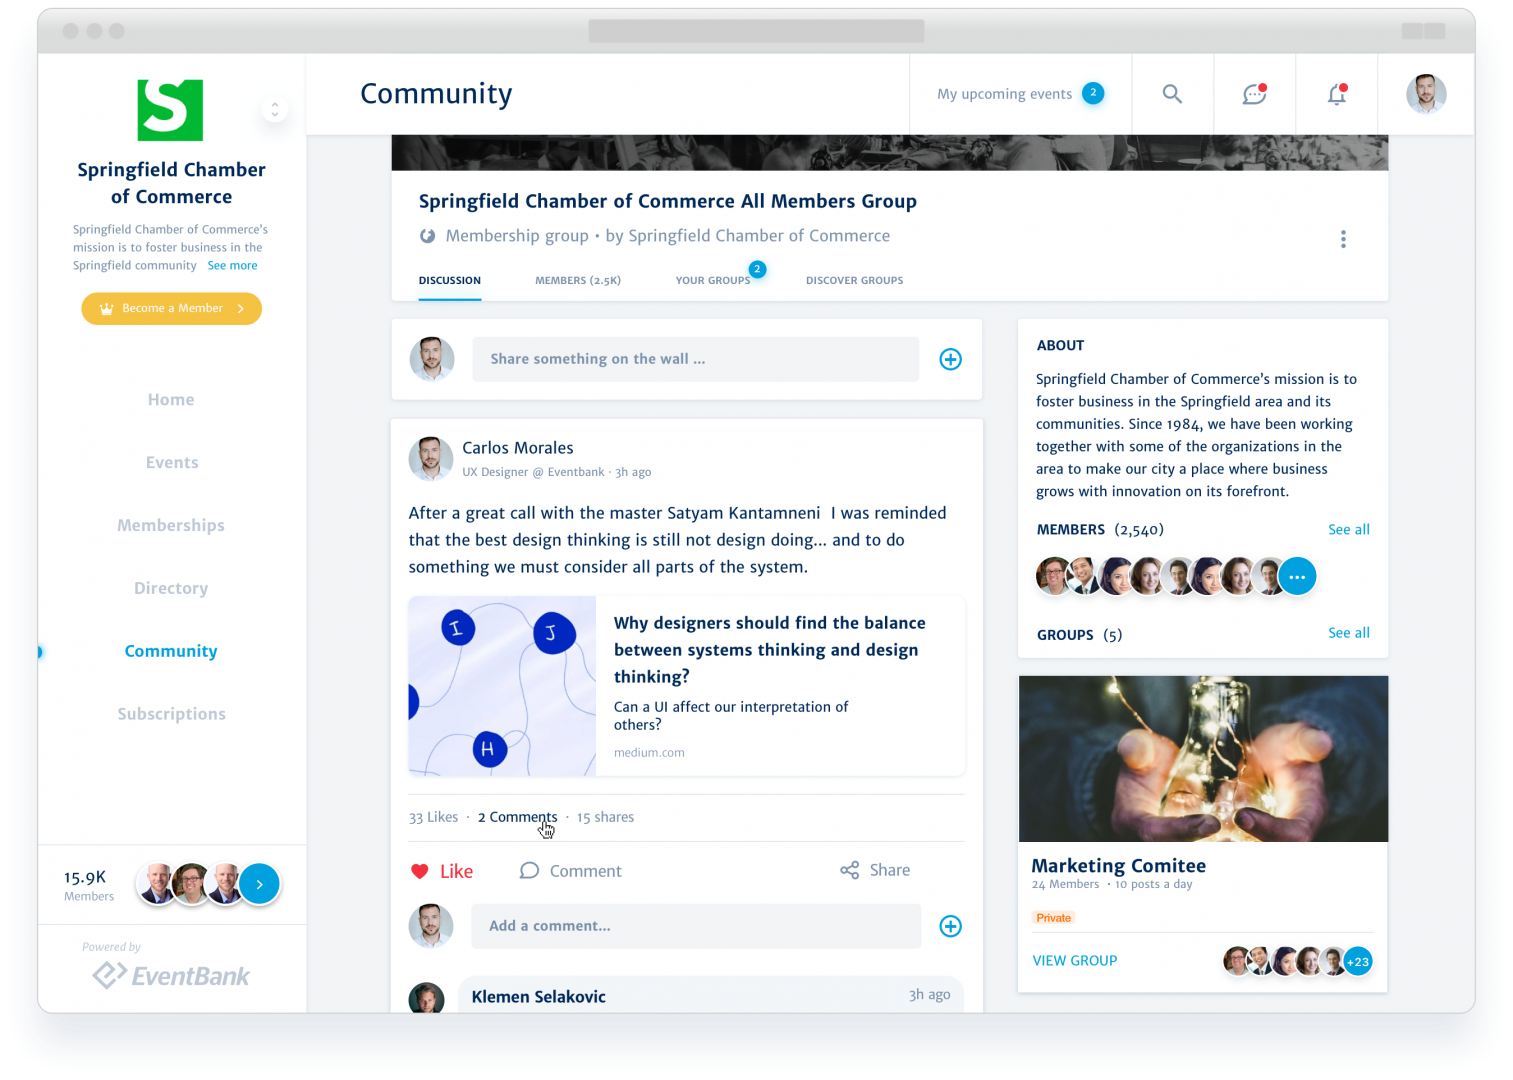 S
Springfield Chamber
of Commerce
Springfield Chamber of Commerce's
mission is to foster business in the
Springfield community See more
Become a Member
Home
Events
Memberships
Directory
Community
Subscriptions
15.9K
Members
Powered by
EventBank
Community
My upcoming events 2
Springfield Chamber of Commerce All Members Group
Membership group • by Springfield Chamber of Commerce
DISCUSSION MEMBERS (2.5K) YOUR GROUPS 2 DISCOVER GROUPS
Share something on the wall ...
Carlos Morales
UX Designer @ Eventbank · 3h ago
After a great call with the master Satyam Kantamneni I was reminded
that the best design thinking is still not design doing... and to do
something we must consider all parts of the system.
I
J
H
Why designers should find the balance
between systems thinking and design
thinking?
Can a UI affect our interpretation of
others?
medium.com
33 Likes · 2 Comments · 15 shares
Like Comment Share
Add a comment...
Klemen Selakovic 3h ago
ABOUT
Springfield Chamber of Commerce's mission is to
foster business in the Springfield area and its
communities. Since 1984, we have been working
together with some of the organizations in the
area to make our city a place where business
grows with innovation on its forefront.
MEMBERS (2,540) See all
GROUPS (5) See all
Marketing Comitee
24 Members • 10 posts a day
Private
VIEW GROUP +23